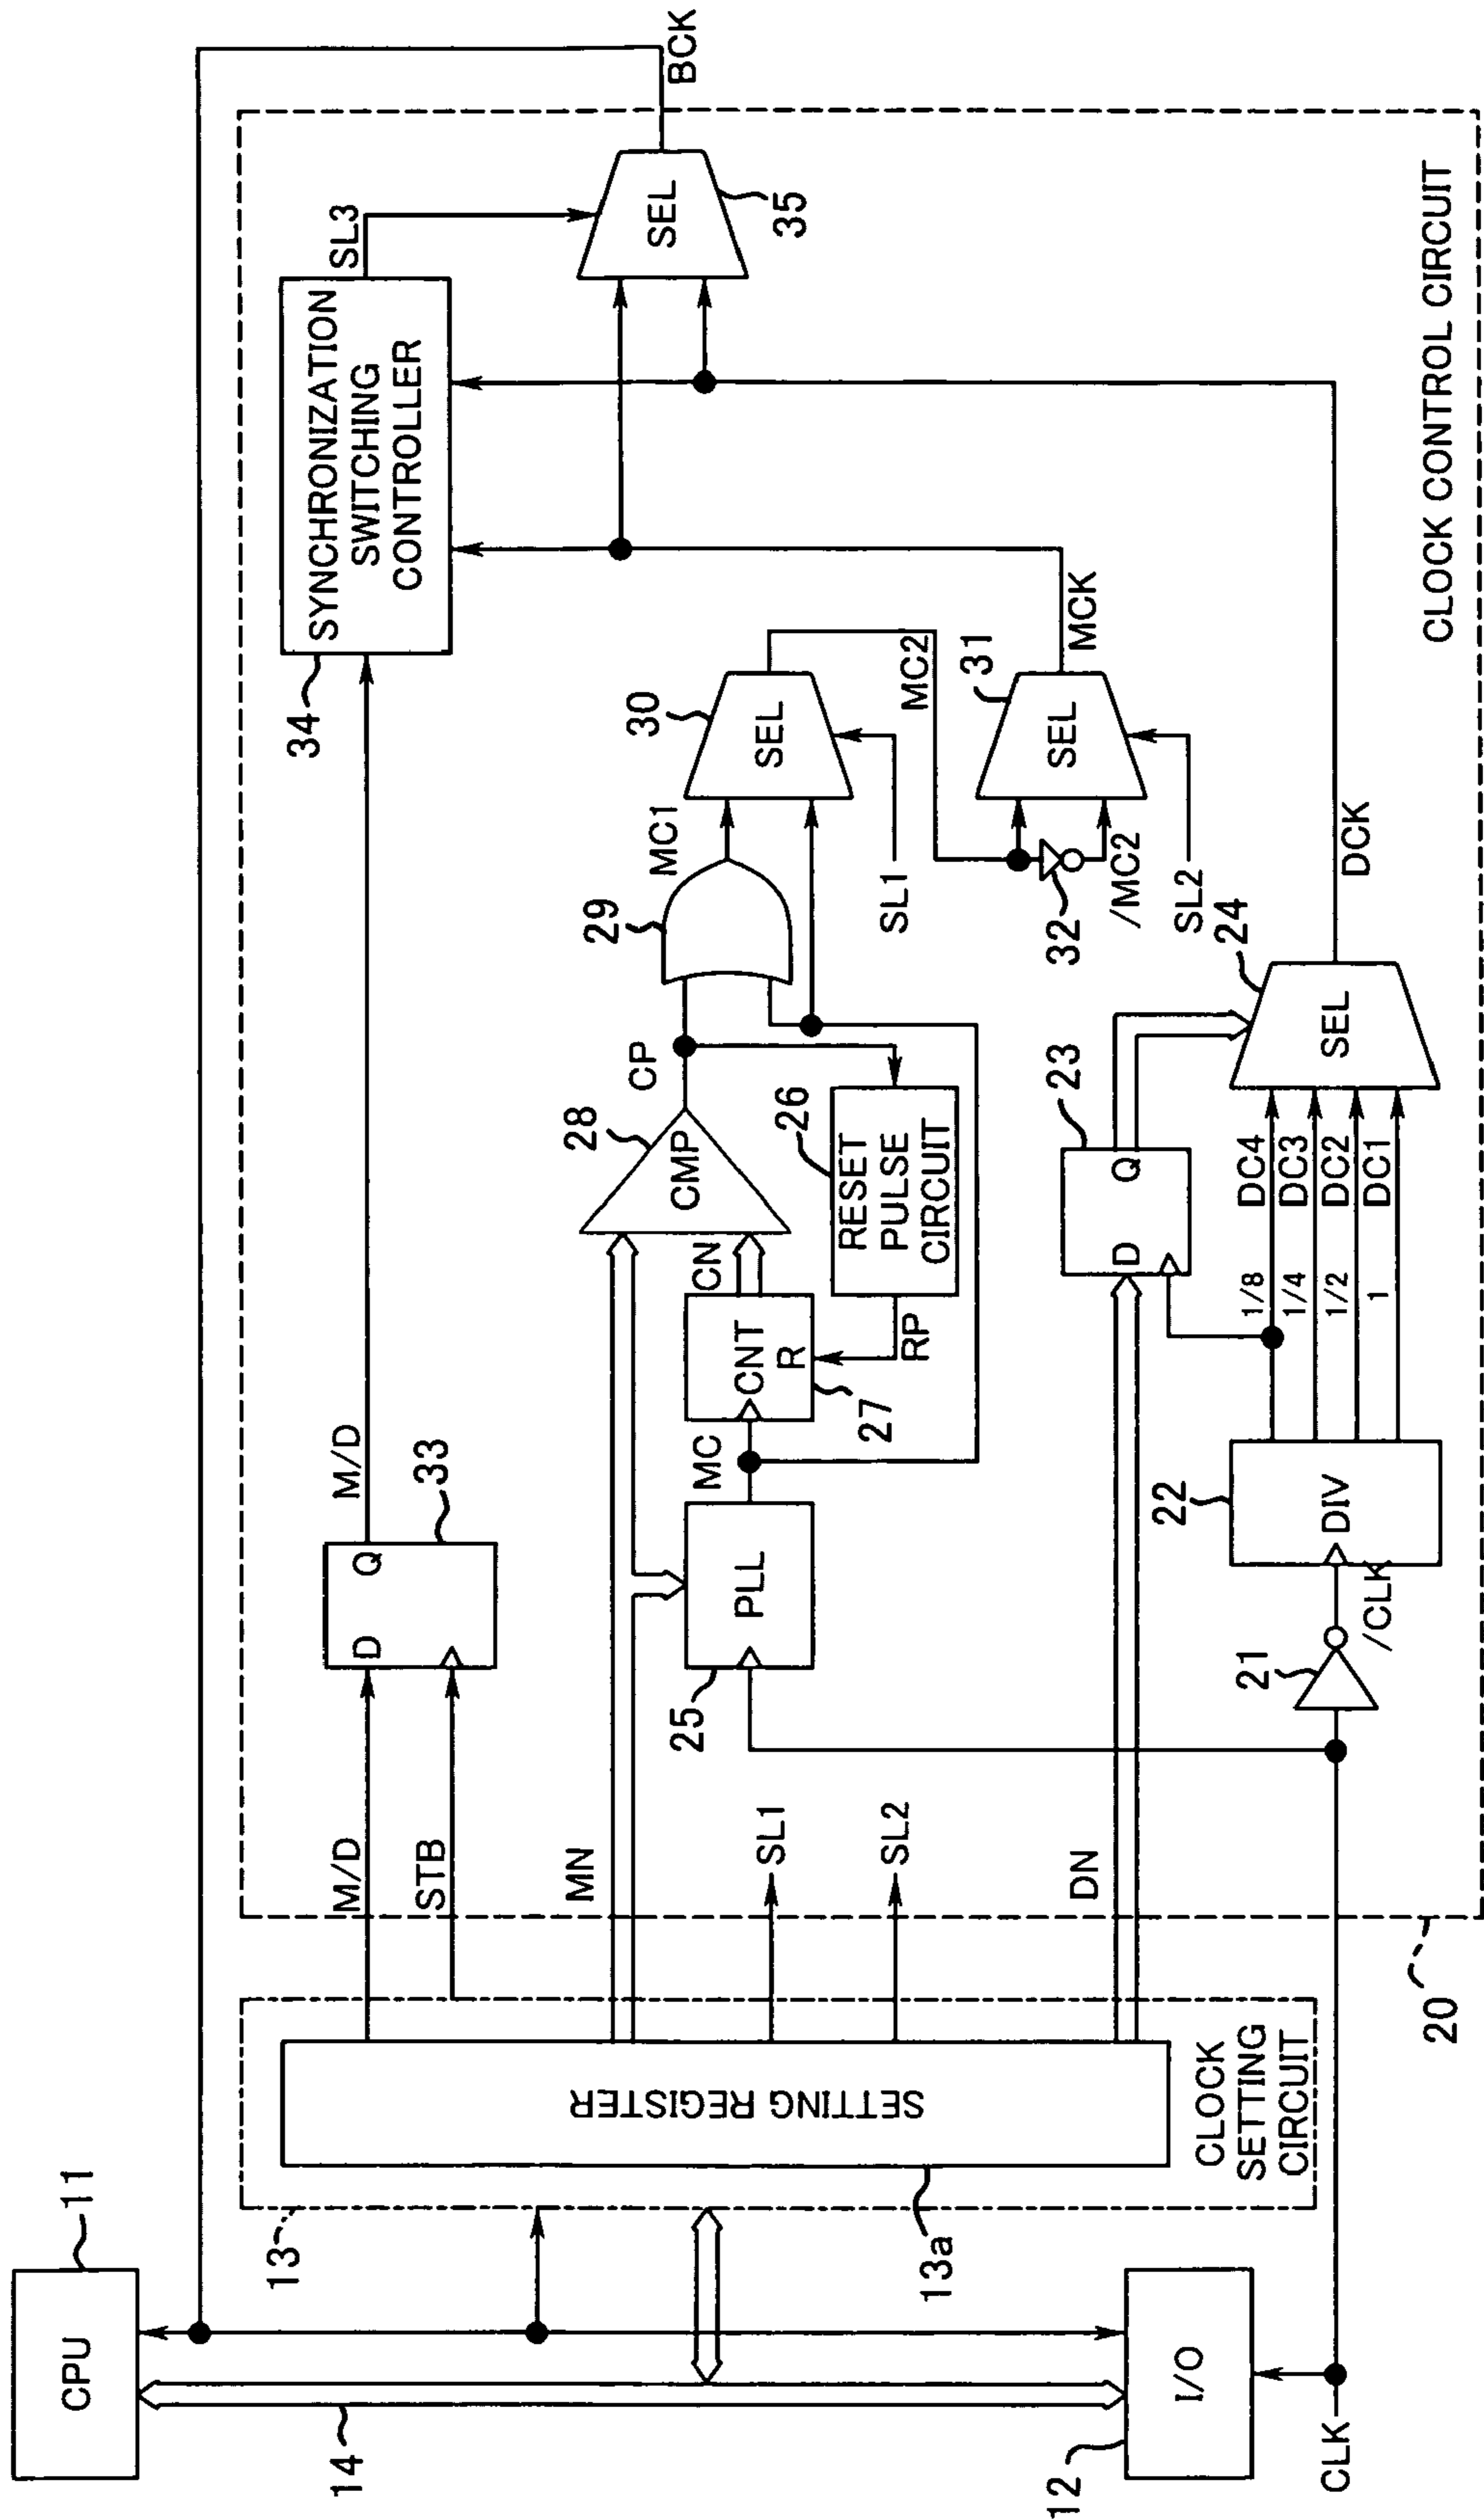 CPU
11
14
12
I/O
CLK
13
SETTING REGISTER
13a
CLOCK
SETTING
CIRCUIT
20
M/D
STB
MN
SL1
SL2
DN
D
Q
33
M/D
25
PLL
MC
CNT
R
27
CN
RP
28
CMP
CP
26
RESET
PULSE
CIRCUIT
29
MC1
30
SEL
SL1
MC2
31
SEL
32
/MC2
SL2
MCK
21
/CLK
22
DIV
1/8
1/4
1/2
1
DC4
DC3
DC2
DC1
D
Q
23
24
SEL
DCK
34
SYNCHRONIZATION
SWITCHING
CONTROLLER
SL3
SEL
35
BCK
CLOCK CONTROL CIRCUIT